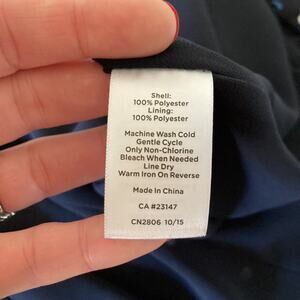 Shell:
100% Polyester
Lining:
100% Polyester
Machine Wash Cold
Gentle Cycle
Only Non-Chlorine
Bleach When Needed
Line Dry
Warm Iron On Reverse
Made In China
CA #23147
CN2806 10/15